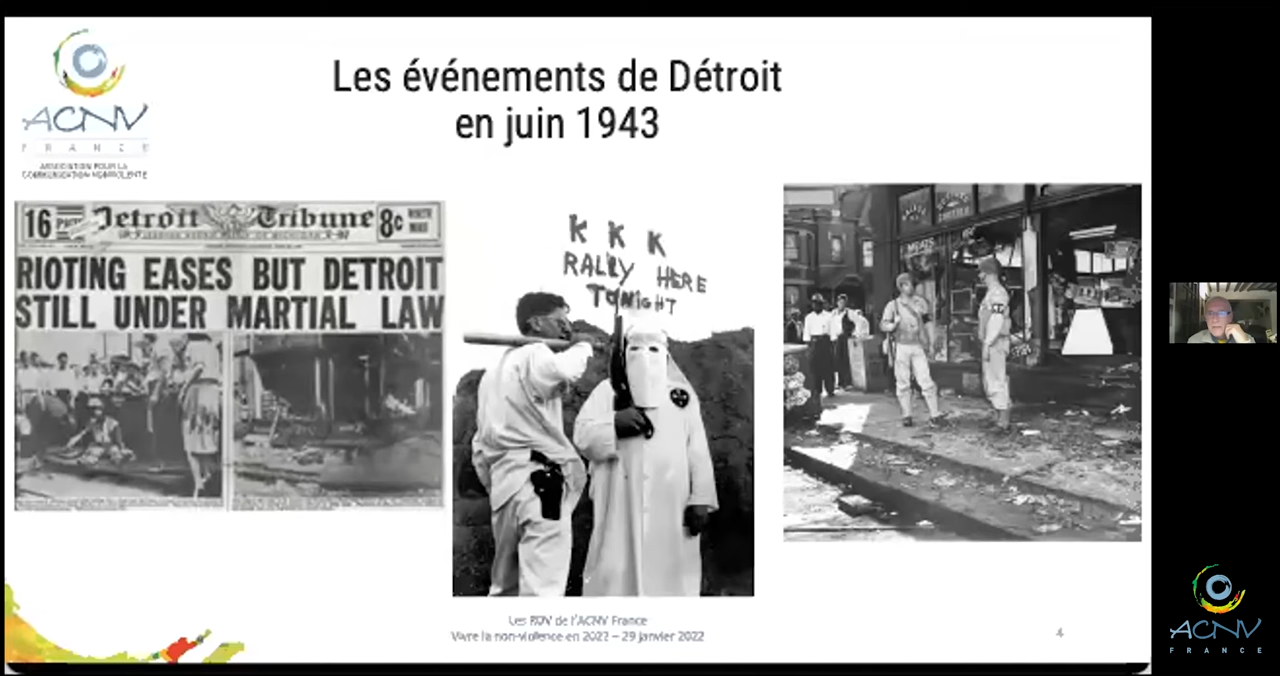 ACNV
FRANCE
ASSOCIATION POUR LA
COMMUNICATION NONVIOLENTE
Les événements de Détroit
en juin 1943
16
Detroit Tribune
8c
RIOTING EASES BUT DETROIT
STILL UNDER MARTIAL LAW
K K K
RALLY HERE
TONIGHT
MEATS
Les RDV de l'ACNV France
Vivre la non-violence en 2022 – 29 janvier 2022
4
ACNV
FRANCE